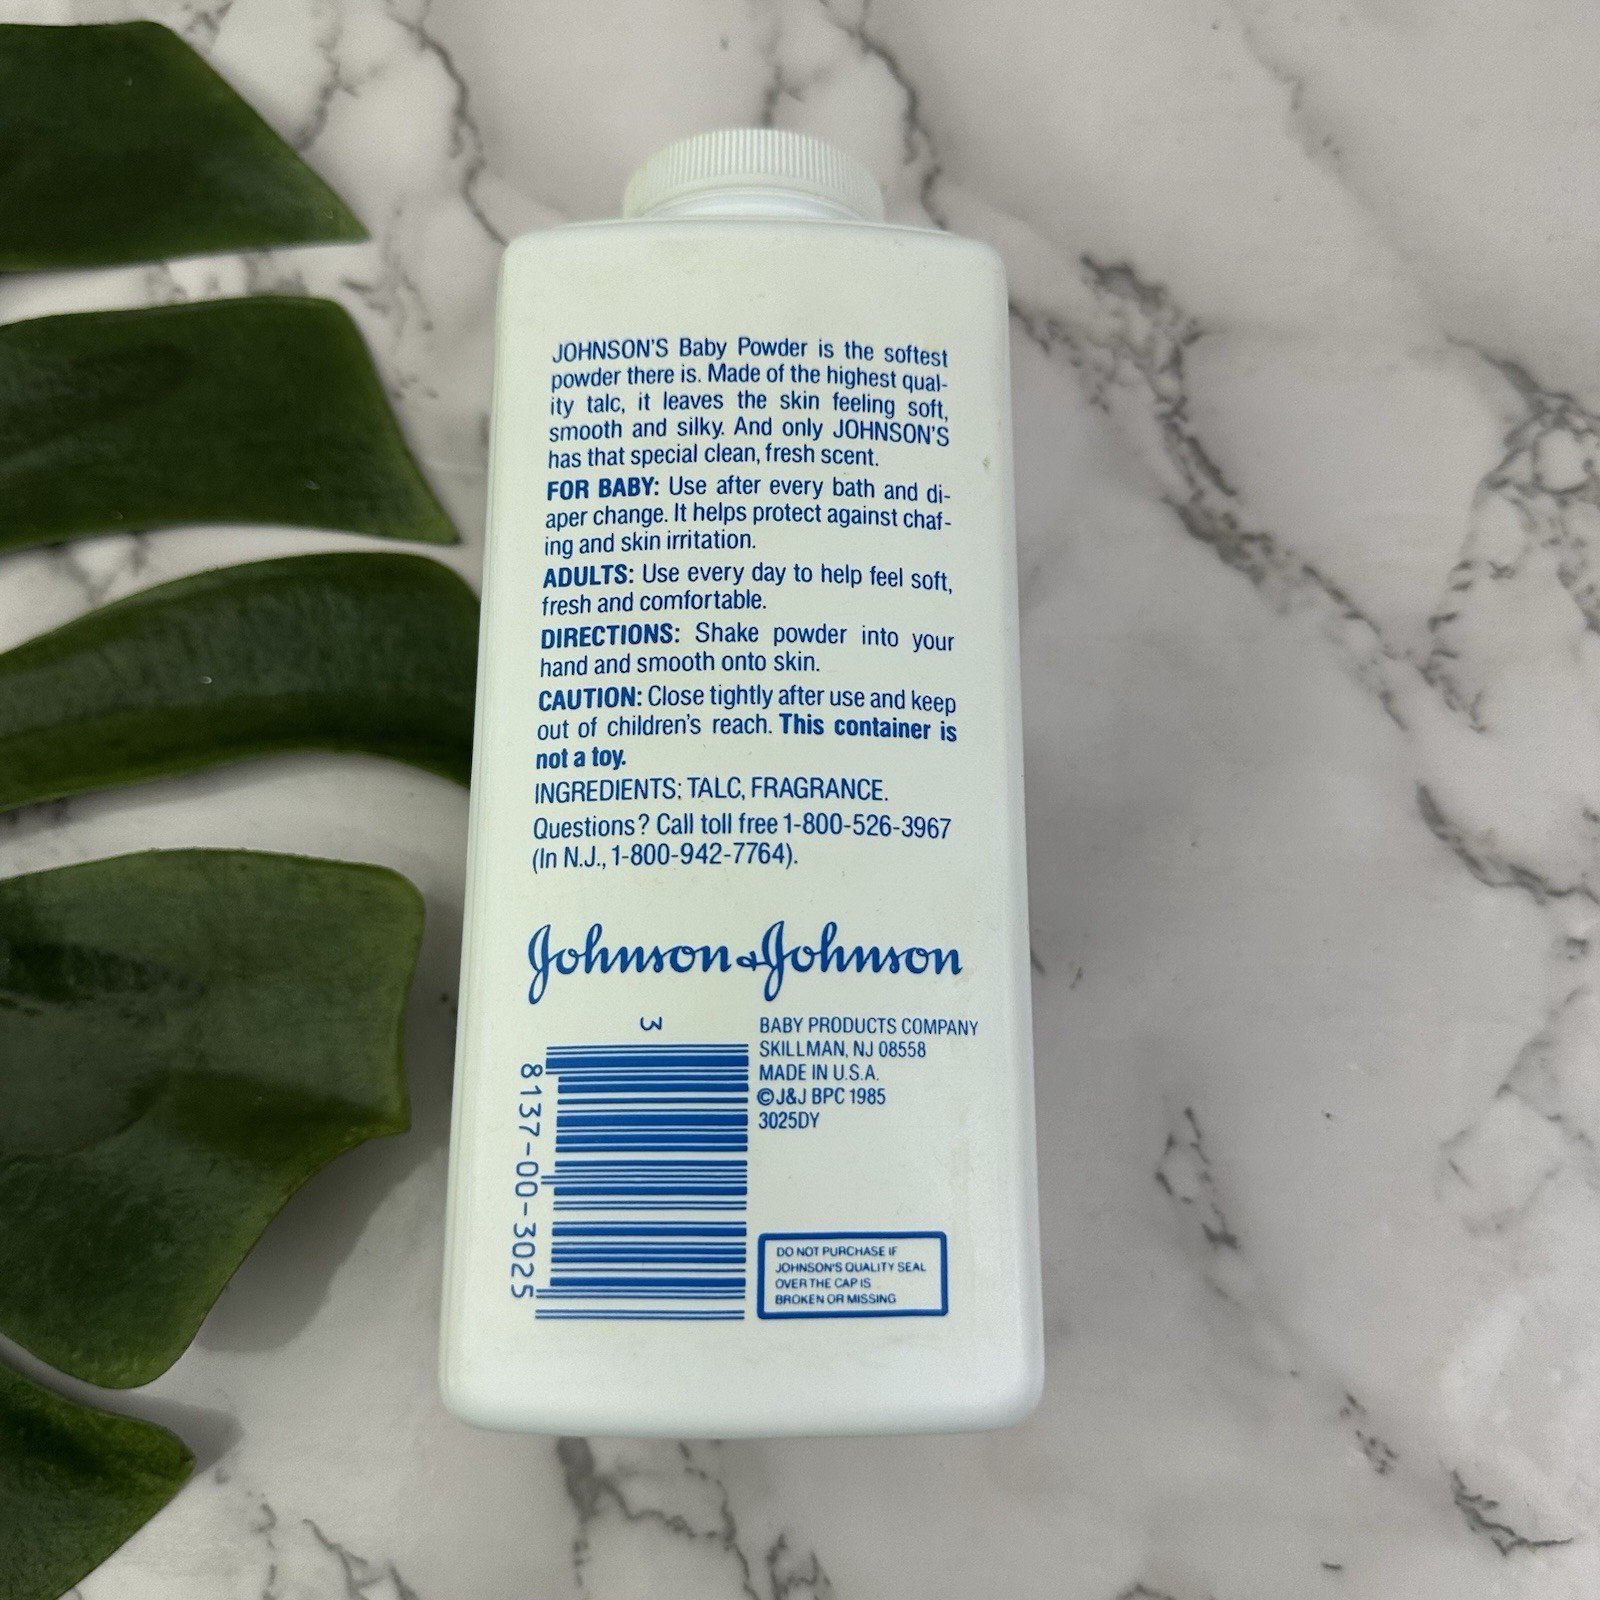 JOHNSON'S Baby Powder is the softest
powder there is. Made of the highest qual-
ity talc, it leaves the skin feeling soft,
smooth and silky. And only JOHNSON'S
has that special clean, fresh scent.
FOR BABY: Use after every bath and di-
aper change. It helps protect against chaf-
ing and skin irritation.
ADULTS: Use every day to help feel soft,
fresh and comfortable.
DIRECTIONS: Shake powder into your
hand and smooth onto skin.
CAUTION: Close tightly after use and keep
out of children's reach. This container is
not a toy.
INGREDIENTS: TALC, FRAGRANCE.
Questions? Call toll free 1-800-526-3967
(In N.J., 1-800-942-7764).
Johnson & Johnson
BABY PRODUCTS COMPANY
SKILLMAN, NJ 08558
MADE IN U.S.A.
©J&J BPC 1985
3025DY
3
8137-00-3025
DO NOT PURCHASE IF
JOHNSON'S QUALITY SEAL
OVER THE CAP IS
BROKEN OR MISSING